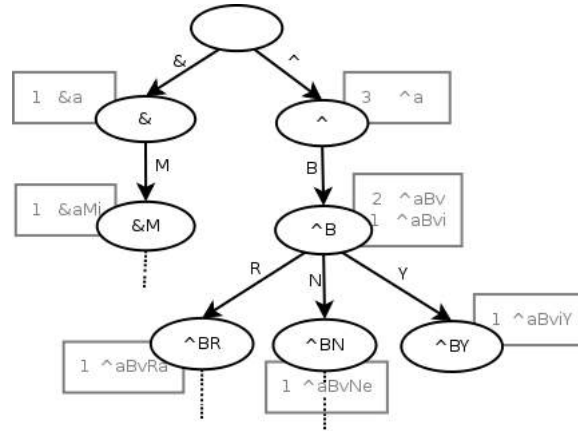 & ^
1 &a
3 ^a
& ^
M B
1 &aMi
2 ^aBv
1 ^aBvi
&M ^B
R N Y
1 ^aBviY
^BR ^BN ^BY
1 ^aBvRa
1 ^aBvNe